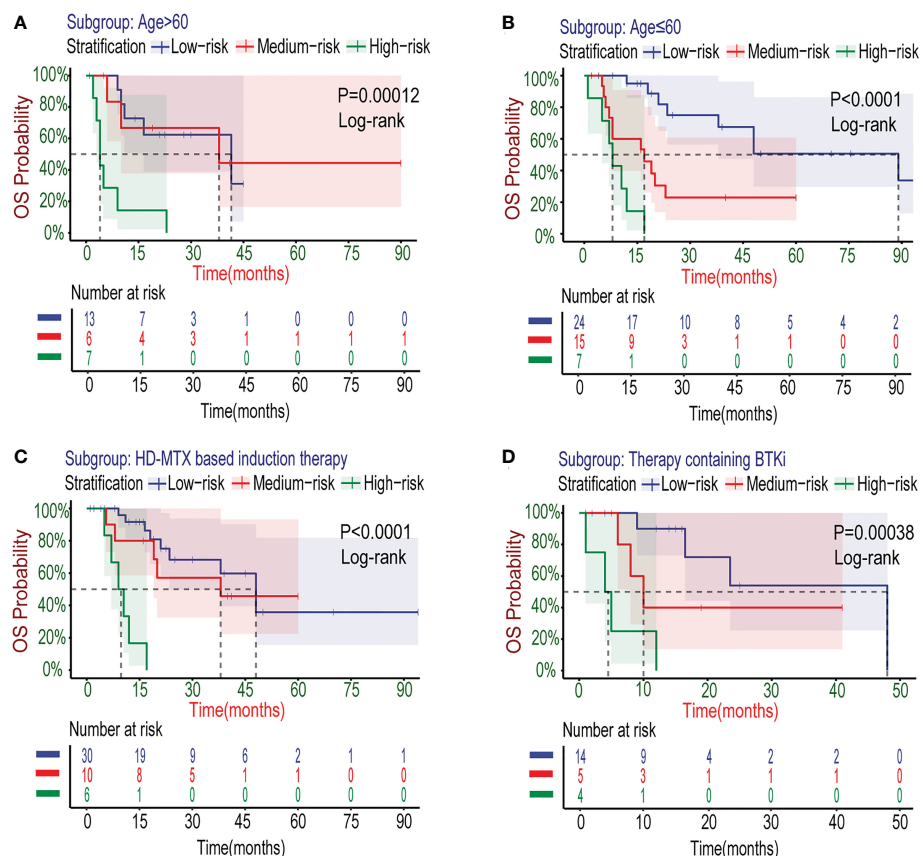 A
Subgroup: Age>60
Stratification Low−risk Medium−risk High−risk
OS Probability
100%
80%
60%
40%
20%
0%
P=0.00012
Log-rank
0 15 30 45 60 75 90
Time(months)
Number at risk
13 7 3 1 0 0 0
6 4 3 1 1 1 1
7 1 0 0 0 0 0
0 15 30 45 60 75 90
Time(months)
B
Subgroup: Age≤60
Stratification Low−risk Medium−risk High−risk
OS Probability
100%
80%
60%
40%
20%
0%
P<0.0001
Log-rank
0 15 30 45 60 75 90
Time(months)
Number at risk
24 17 10 8 5 4 2
15 9 3 1 1 0 0
7 1 0 0 0 0 0
0 15 30 45 60 75 90
Time(months)
C
Subgroup: HD-MTX based induction therapy
Stratification Low−risk Medium−risk High−risk
OS Probability
100%
80%
60%
40%
20%
0%
P<0.0001
Log-rank
0 15 30 45 60 75 90
Time(months)
Number at risk
30 19 9 6 2 1 1
10 8 5 1 1 0 0
6 1 0 0 0 0 0
0 15 30 45 60 75 90
Time(months)
D
Subgroup: Therapy containing BTKi
Stratification Low−risk Medium−risk High−risk
OS Probability
100%
80%
60%
40%
20%
0%
P=0.00038
Log-rank
0 10 20 30 40 50
Time(months)
Number at risk
14 9 4 2 2 0
5 3 1 1 1 0
4 1 0 0 0 0
0 10 20 30 40 50
Time(months)